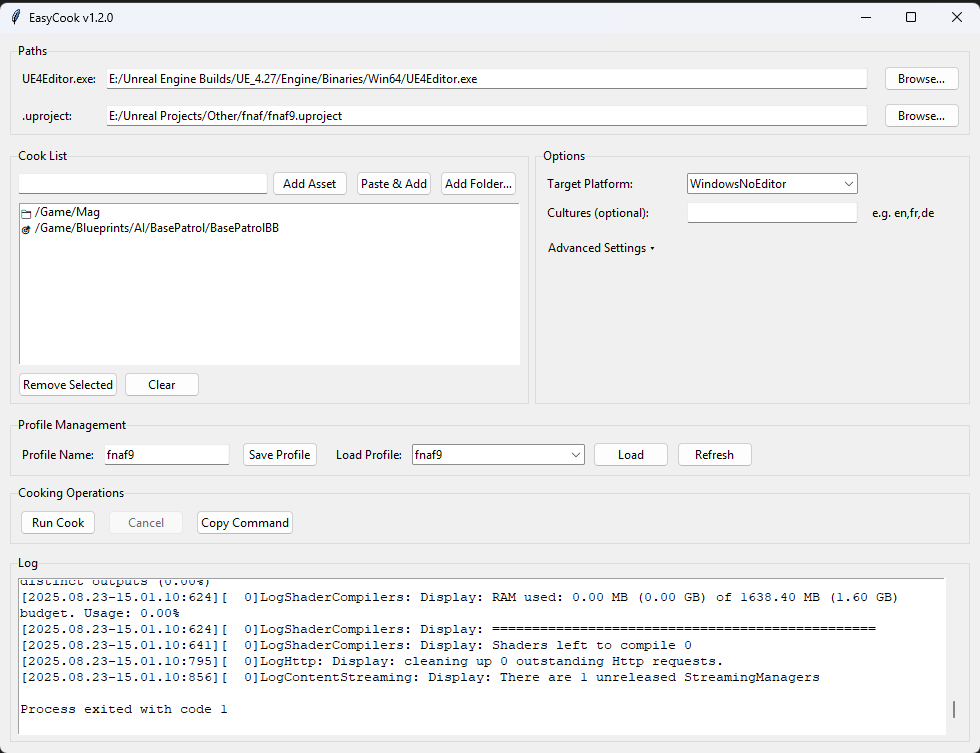 EasyCook v1.2.0
Paths
UE4Editor.exe: E:/Unreal Engine Builds/UE_4.27/Engine/Binaries/Win64/UE4Editor.exe Browse...
.uproject: E:/Unreal Projects/Other/fnaf/fnaf9.uproject Browse...
Cook List
Add Asset Paste & Add Add Folder...
/Game/Mag
/Game/Blueprints/AI/BasePatrol/BasePatrolBB
Remove Selected Clear
Options
Target Platform: WindowsNoEditor
Cultures (optional): e.g. en,fr,de
Advanced Settings
Profile Management
Profile Name: fnaf9 Save Profile Load Profile: fnaf9 Load Refresh
Cooking Operations
Run Cook Cancel Copy Command
Log
distinct outputs (0.00%)
[2025.08.23-15.01.10:624][  0]LogShaderCompilers: Display: RAM used: 0.00 MB (0.00 GB) of 1638.40 MB (1.60 GB)
budget. Usage: 0.00%
[2025.08.23-15.01.10:624][  0]LogShaderCompilers: Display: ================================================
[2025.08.23-15.01.10:641][  0]LogShaderCompilers: Display: Shaders left to compile 0
[2025.08.23-15.01.10:795][  0]LogHttp: Display: cleaning up 0 outstanding Http requests.
[2025.08.23-15.01.10:856][  0]LogContentStreaming: Display: There are 1 unreleased StreamingManagers
Process exited with code 1